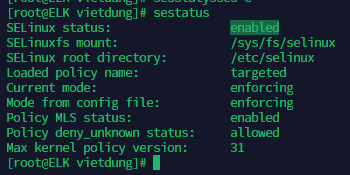 [root@ELK vietdung]# sestatus
SELinux status:                 enabled
SELinuxfs mount:                /sys/fs/selinux
SELinux root directory:         /etc/selinux
Loaded policy name:             targeted
Current mode:                   enforcing
Mode from config file:          enforcing
Policy MLS status:              enabled
Policy deny_unknown status:     allowed
Max kernel policy version:      31
[root@ELK vietdung]#